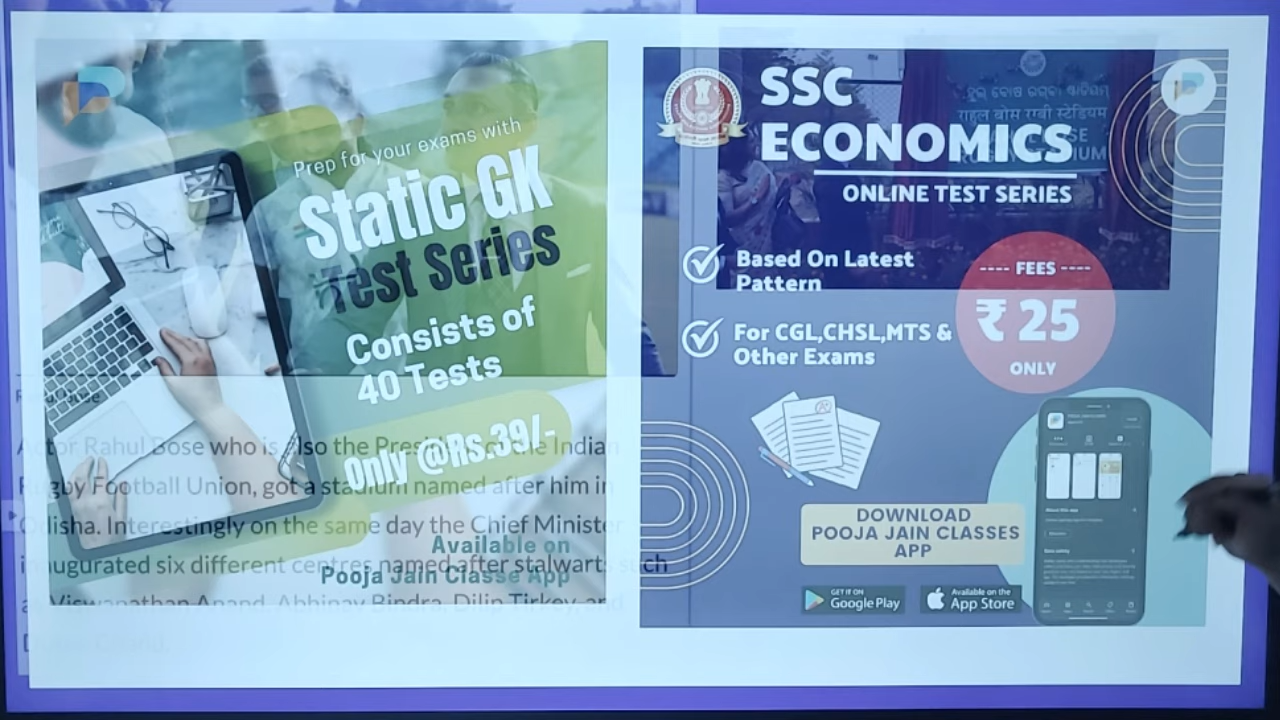 Prep for your exams with
Static GK
Test Series
Consists of
40 Tests
Only @Rs.39/-
Available on
Pooja Jain Classe App
SSC
ECONOMICS
ONLINE TEST SERIES
Based On Latest
Pattern
For CGL,CHSL,MTS &
Other Exams
---- FEES ----
₹ 25
ONLY
DOWNLOAD
POOJA JAIN CLASSES
APP
GET IT ON
Google Play
Available on the
App Store
राहुल बोस रग्बी स्टेडियम
Actor Rahul Bose who is also the President of the Indian
Rugby Football Union, got a stadium named after him in
Odisha. Interestingly on the same day the Chief Minister
inaugurated six different centres named after stalwarts such
as Viswanathan Anand, Abhinav Bindra, Dilip Tirkey, and